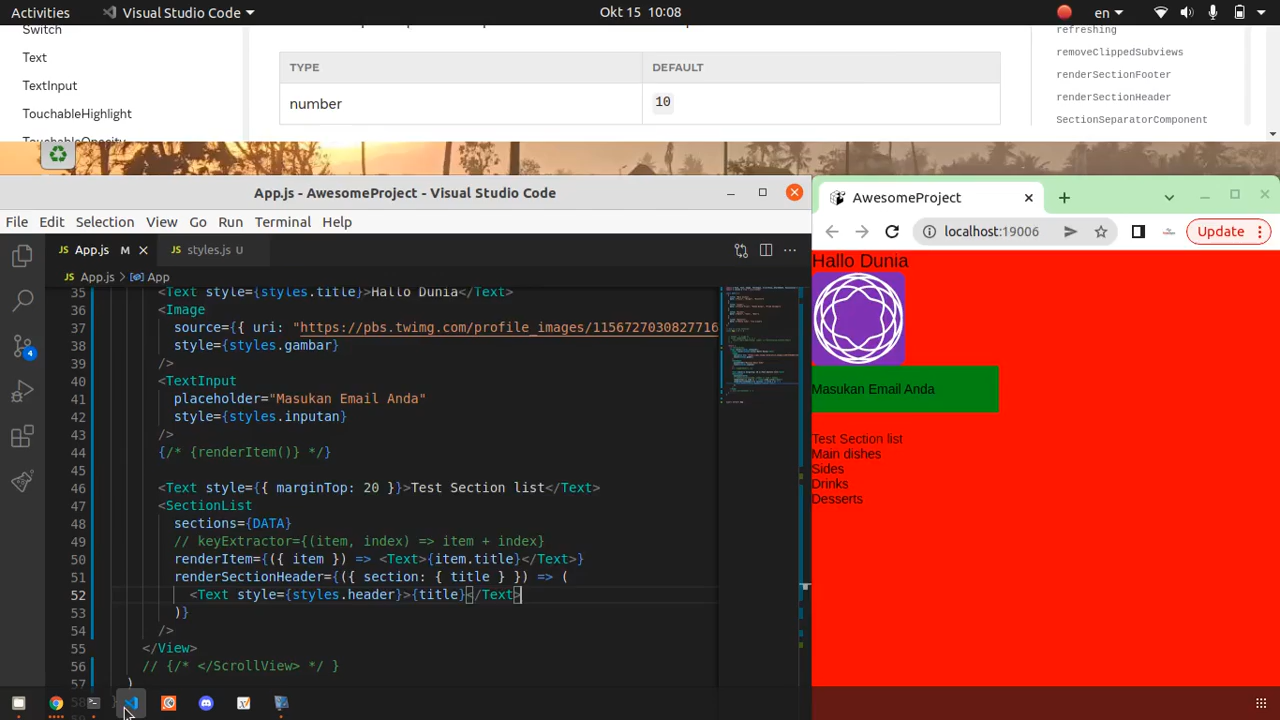 Activities
Visual Studio Code
Okt 15 10:08
en
Switch
Text
TextInput
TouchableHighlight
TouchableOpacity
TYPE
DEFAULT
number
10
refreshing
removeClippedSubviews
renderSectionFooter
renderSectionHeader
SectionSeparatorComponent
App.js - AwesomeProject - Visual Studio Code
File Edit Selection View Go Run Terminal Help
JS App.js M
JS styles.js U
JS App.js > App
4
35 <Text style={styles.title}>Hallo Dunia</Text>
36 <Image
37 source={{ uri: "https://pbs.twimg.com/profile_images/1156727030827716
38 style={styles.gambar}
39 />
40 <TextInput
41 placeholder="Masukan Email Anda"
42 style={styles.inputan}
43 />
44 {/* {renderItem()} */}
45
46 <Text style={{ marginTop: 20 }}>Test Section list</Text>
47 <SectionList
48 sections={DATA}
49 // keyExtractor={(item, index) => item + index}
50 renderItem={({ item }) => <Text>{item.title}</Text>}
51 renderSectionHeader={({ section: { title } }) => (
52 <Text style={styles.header}>{title}</Text>
53 )}
54 />
55 </View>
56 // {/* </ScrollView> */ }
57 )
58 }
AwesomeProject
localhost:19006
Update
Hallo Dunia
Masukan Email Anda
Test Section list
Main dishes
Sides
Drinks
Desserts